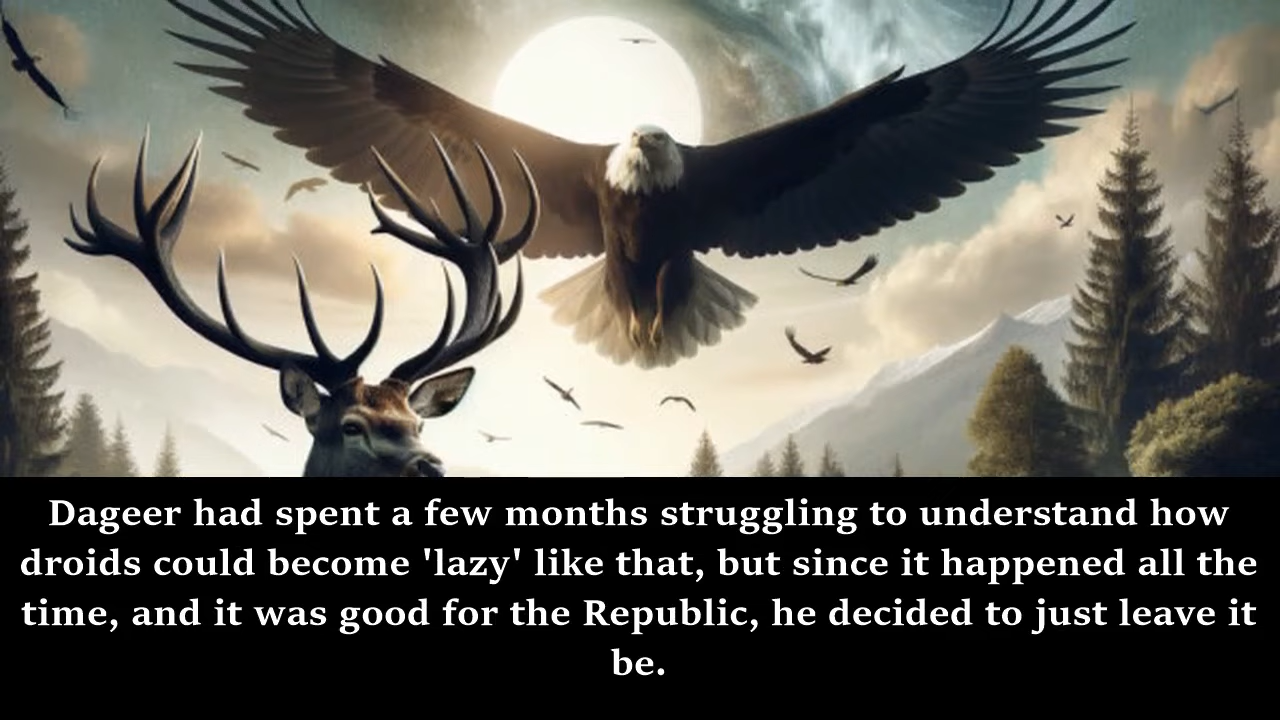 Dageer had spent a few months struggling to understand how
droids could become 'lazy' like that, but since it happened all the
time, and it was good for the Republic, he decided to just leave it
be.